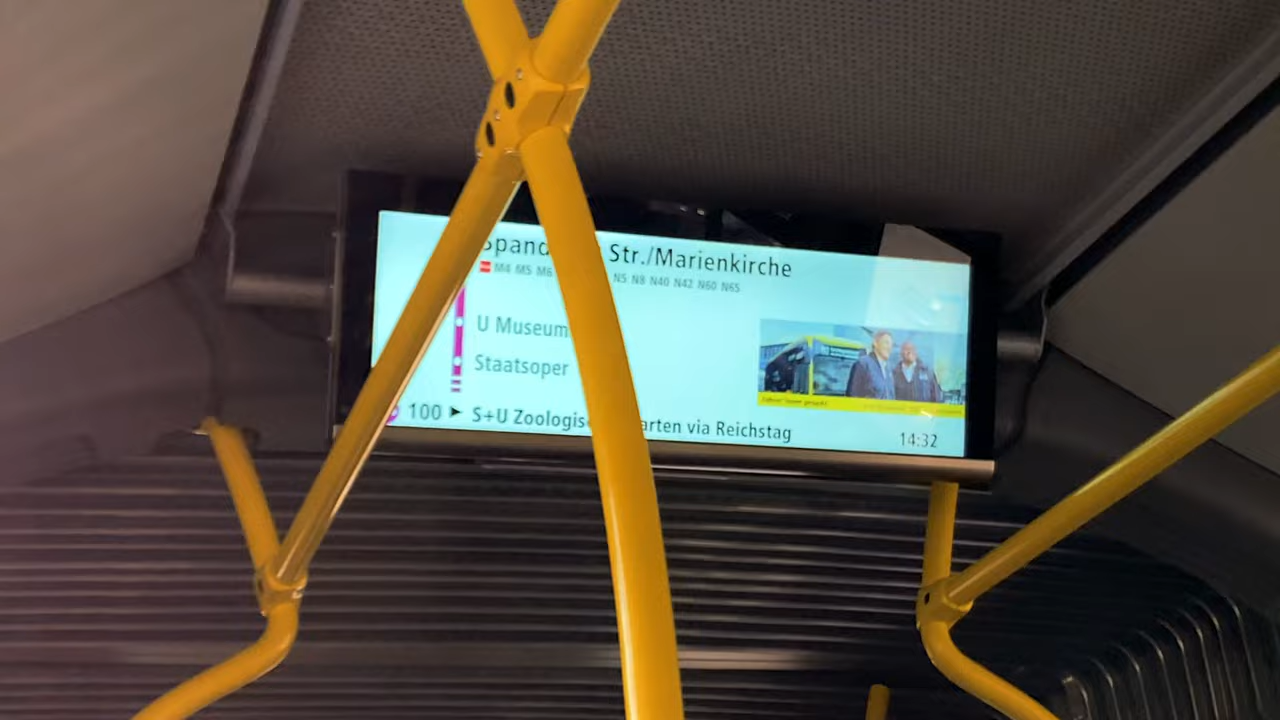 Spand Str./Marienkirche
M4 M5 M6 N5 N8 N40 N42 N60 N65
U Museum
Staatsoper
100 ► S+U Zoologis arten via Reichstag
14:32